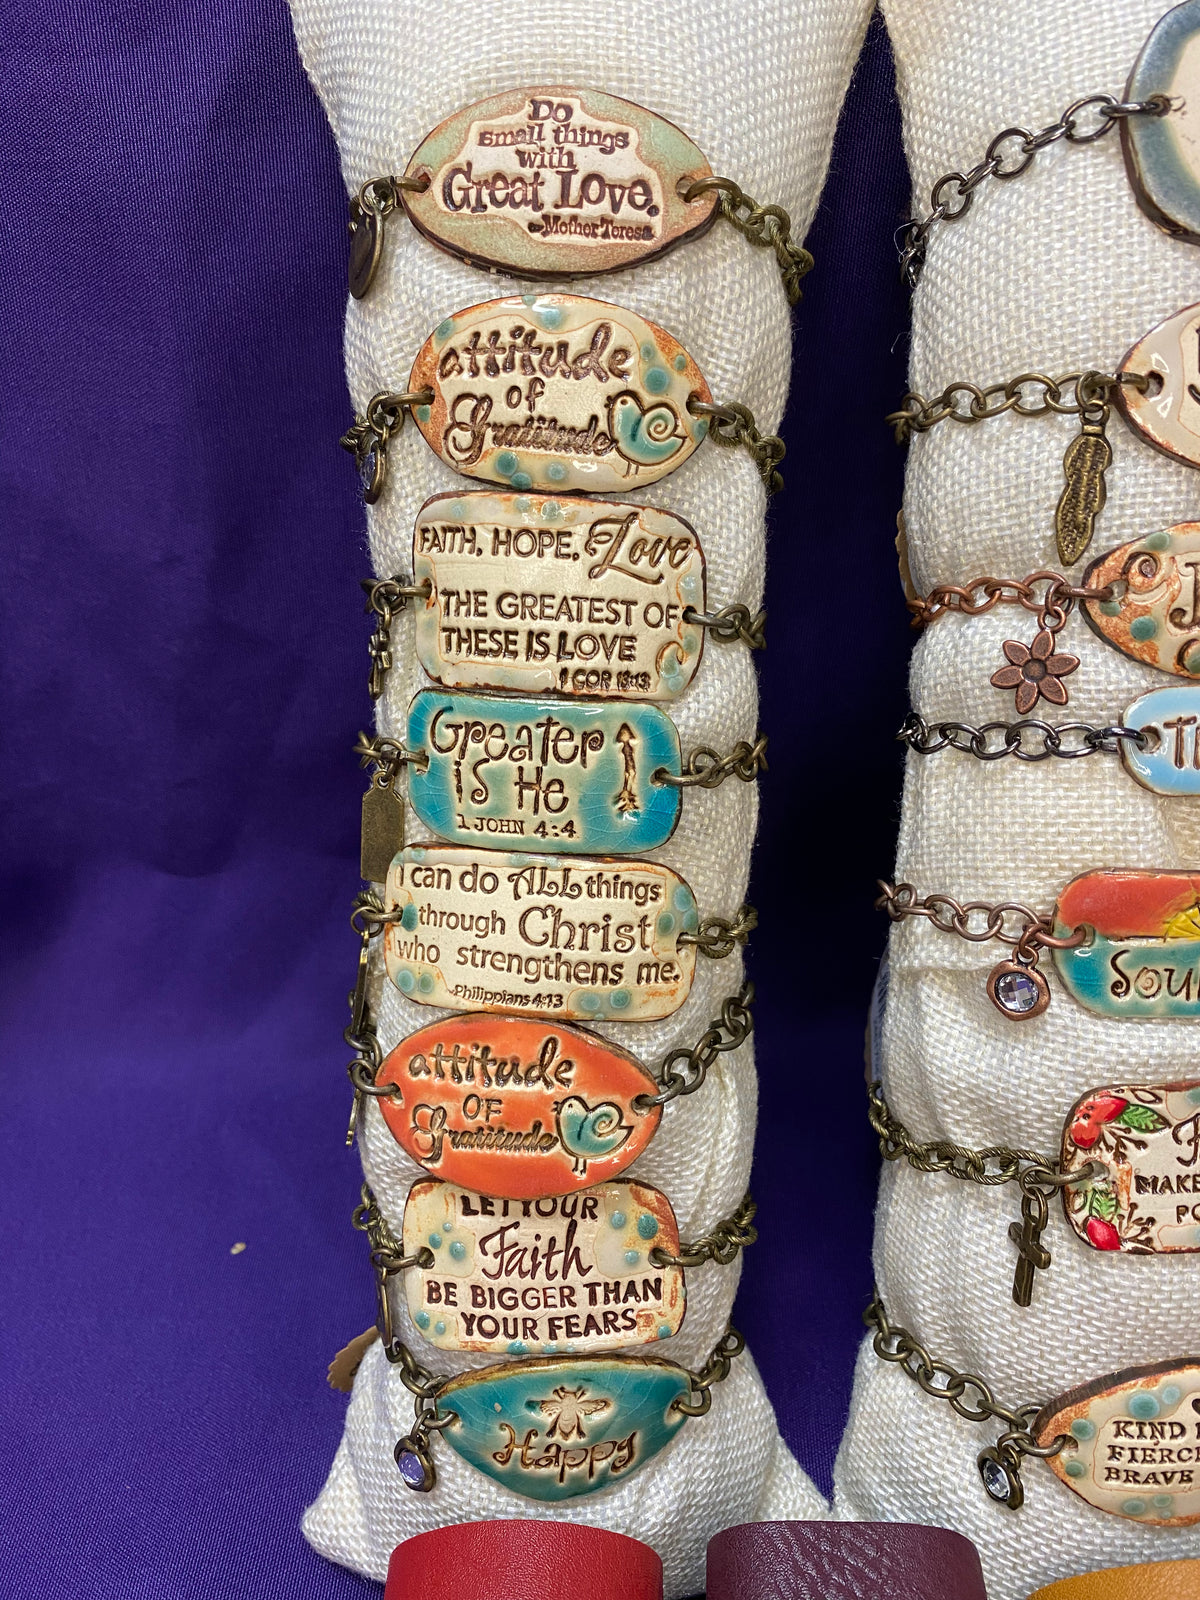 Do
small things
with
Great Love.
~Mother Teresa
attitude
of
Gratitude
FAITH, HOPE, Love
THE GREATEST OF
THESE IS LOVE
1 COR 13:13
Greater
is He
1 JOHN 4:4
I can do ALL things
through Christ
who strengthens me.
~Philippians 4:13
attitude
OF
Gratitude
LET YOUR
Faith
BE BIGGER THAN
YOUR FEARS
Happy
MAKE
KIND
FIERCE
BRAVE